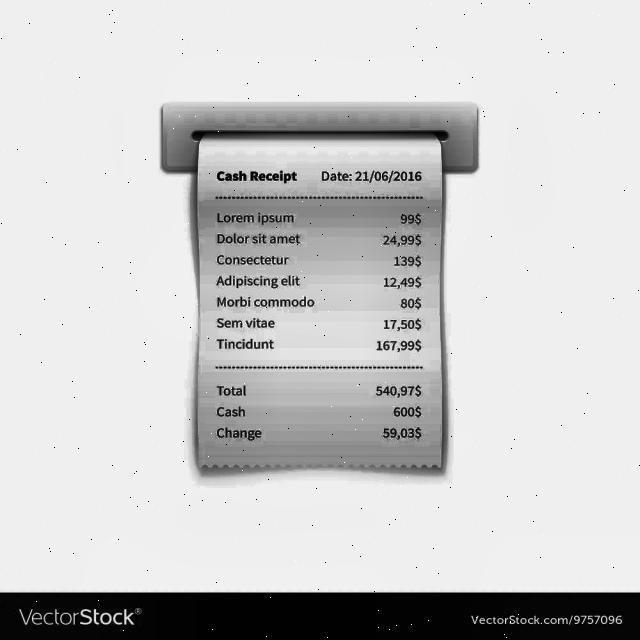 Cash Receipt Date: 21/06/2016
Lorem ipsum 99$
Dolor sit amet 24,99$
Consectetur 139$
Adipiscing elit 12,49$
Morbi commodo 80$
Sem vitae 17,50$
Tincidunt 167,99$
Total 540,97$
Cash 600$
Change 59,03$
VectorStock® VectorStock.com/9757096